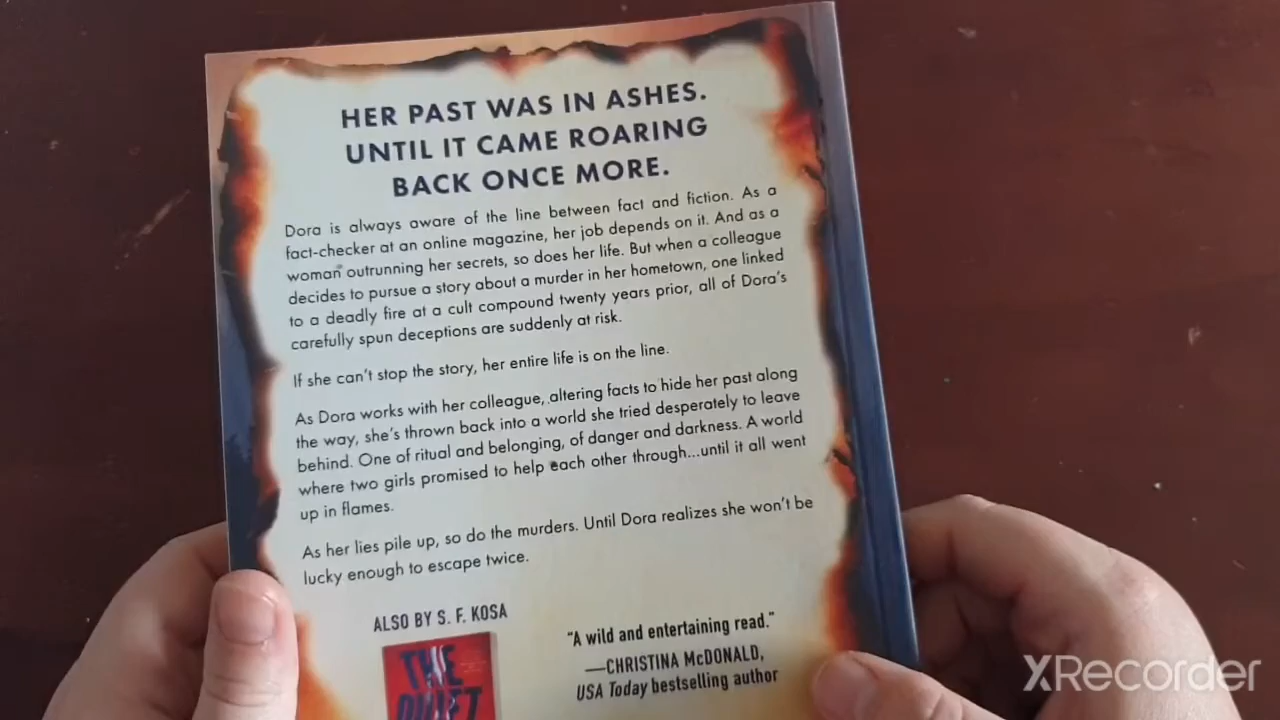 HER PAST WAS IN ASHES.
UNTIL IT CAME ROARING
BACK ONCE MORE.
Dora is always aware of the line between fact and fiction. As a
fact-checker at an online magazine, her job depends on it. And as a
woman outrunning her secrets, so does her life. But when a colleague
decides to pursue a story about a murder in her hometown, one linked
to a deadly fire at a cult compound twenty years prior, all of Dora's
carefully spun deceptions are suddenly at risk.
If she can't stop the story, her entire life is on the line.
As Dora works with her colleague, altering facts to hide her past along
the way, she's thrown back into a world she tried desperately to leave
behind. One of ritual and belonging, of danger and darkness. A world
where two girls promised to help each other through...until it all went
up in flames.
As her lies pile up, so do the murders. Until Dora realizes she won't be
lucky enough to escape twice.
ALSO BY S. F. KOSA
THE
QUIET
"A wild and entertaining read."
—CHRISTINA McDONALD,
USA Today bestselling author
XRecorder